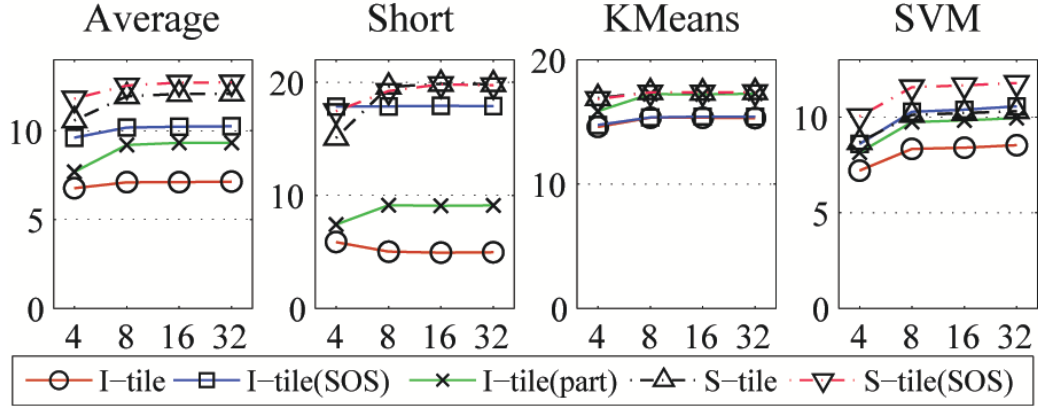 Average Short KMeans SVM
10 5 0
20 10 0
20 10 0
10 5 0
4 8 16 32 4 8 16 32 4 8 16 32 4 8 16 32
I-tile I-tile(SOS) I-tile(part) S-tile S-tile(SOS)